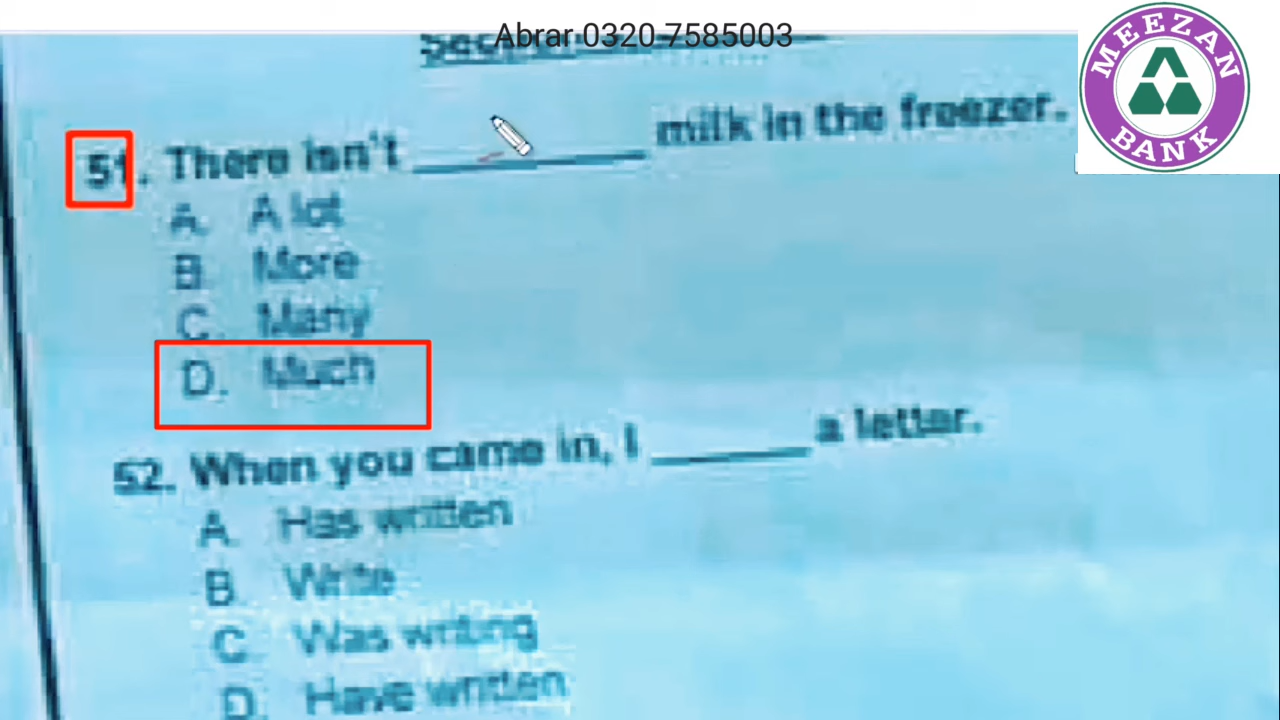 Abrar 0320 7585003
MEEZAN
BANK
51. There isn't ________ milk in the freezer.
A. A lot
B. More
C. Many
D. Much
52. When you came in, I ________ a letter.
A. Has written
B. Write
C. Was writing
D. Have written